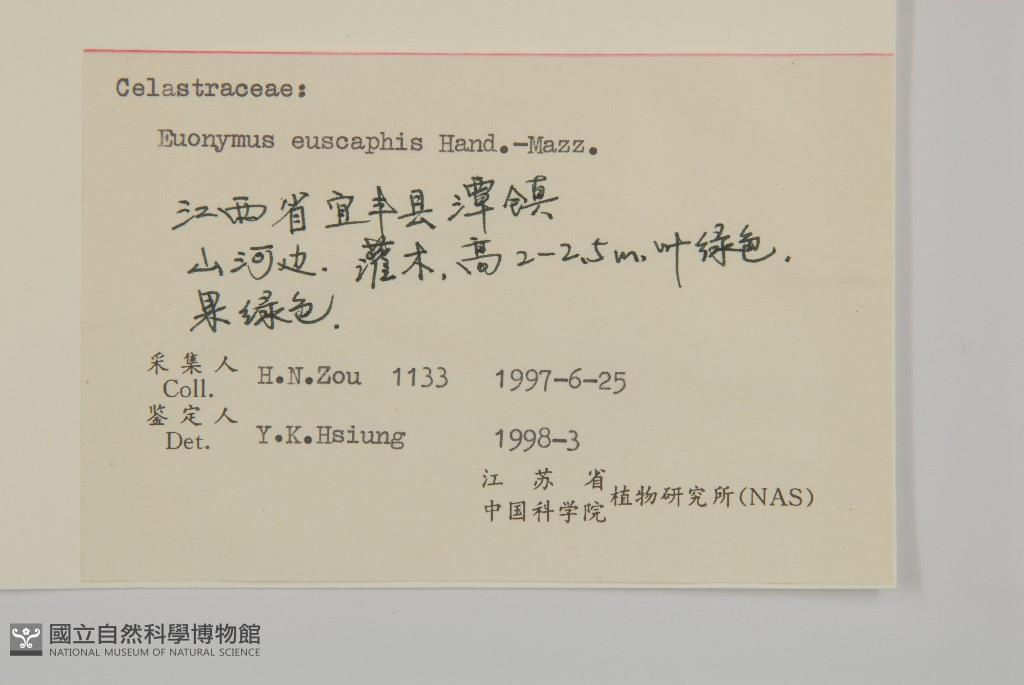 Celastraceae:
Euonymus euscaphis Hand.-Mazz.
江西省宜丰县潭镇
山河边. 灌木, 高2-2.5m. 叶绿色.
果绿色.
采集人 H.N.Zou 1133 1997-6-25
Coll.
鉴定人 Y.K.Hsiung 1998-3
Det.
江苏省
中国科学院 植物研究所(NAS)
國立自然科學博物館
NATIONAL MUSEUM OF NATURAL SCIENCE